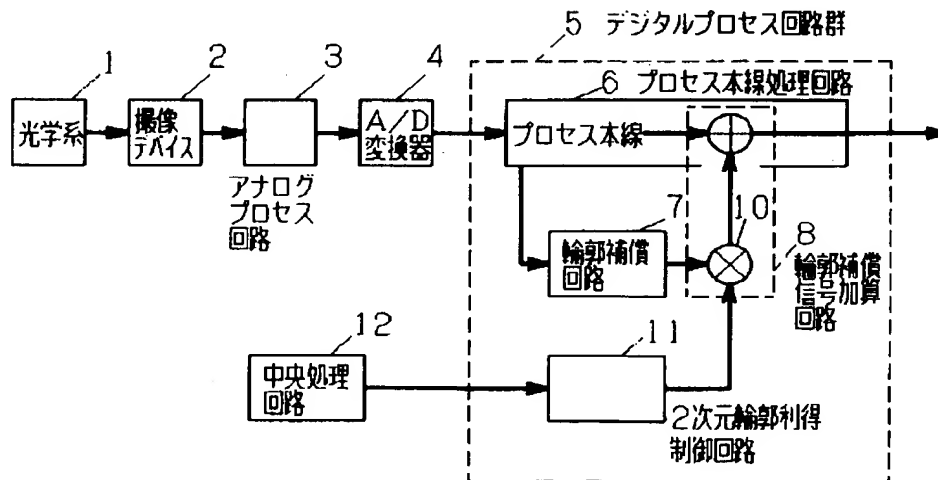 5 デジタルプロセス回路群
1
2
3
4
6 プロセス本線処理回路
光学系
撮像
デバイス
A/D
変換器
プロセス本線
アナログ
プロセス
回路
7
輪郭補償
回路
10
8
輪郭補償
信号加算
回路
12
中央処理
回路
11
2次元輪郭利得
制御回路